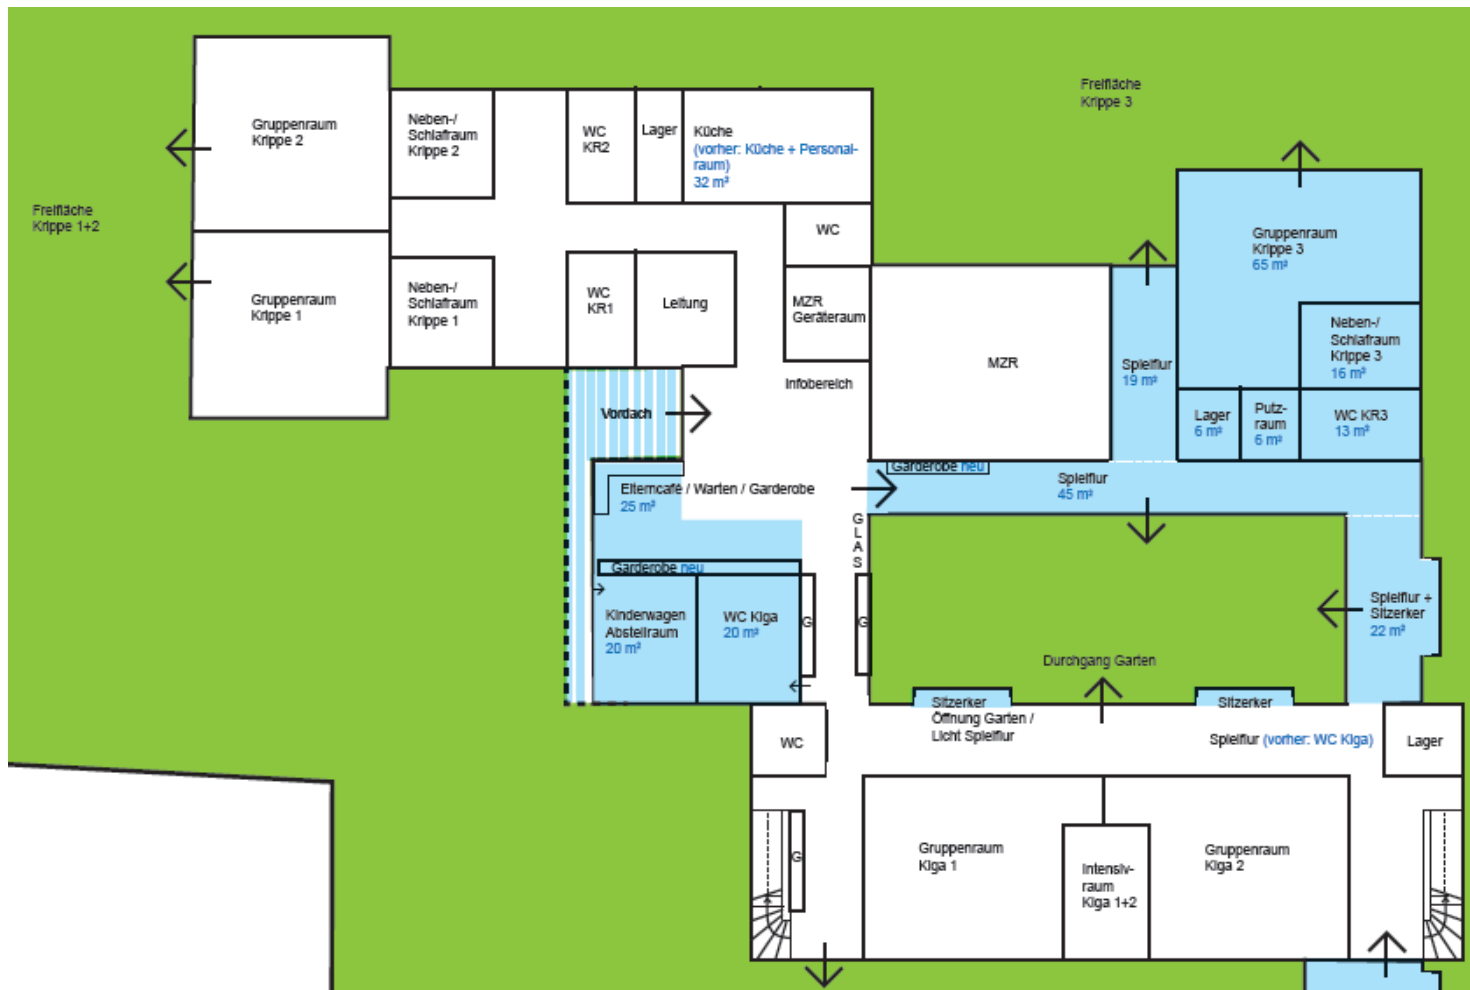 Freifläche
Krippe 3
Gruppenraum
Krippe 2
Neben-/
Schlafraum
Krippe 2
WC
KR2
Lager
Küche
(vorher: Küche + Personal-
raum)
32 m²
Freifläche
Krippe 1+2
WC
Gruppenraum
Krippe 3
65 m²
Gruppenraum
Krippe 1
Neben-/
Schlafraum
Krippe 1
WC
KR1
Leitung
MZR
Geräteraum
MZR
Spielflur
19 m²
Neben-/
Schlafraum
Krippe 3
16 m²
Infobereich
Vordach
Lager
6 m²
Putz-
raum
6 m²
WC KR3
13 m²
Garderobe neu
Elterncafé / Warten / Garderobe
25 m²
Spielflur
45 m²
G
L
A
S
Garderobe neu
Kinderwagen
Abstellraum
20 m²
WC Kiga
20 m²
G
G
Spielflur +
Sitzerker
22 m²
Durchgang Garten
Sitzerker
Öffnung Garten /
Licht Spielflur
Sitzerker
WC
Spielflur (vorher: WC Kiga)
Lager
G
Gruppenraum
Kiga 1
Intensiv-
raum
Kiga 1+2
Gruppenraum
Kiga 2